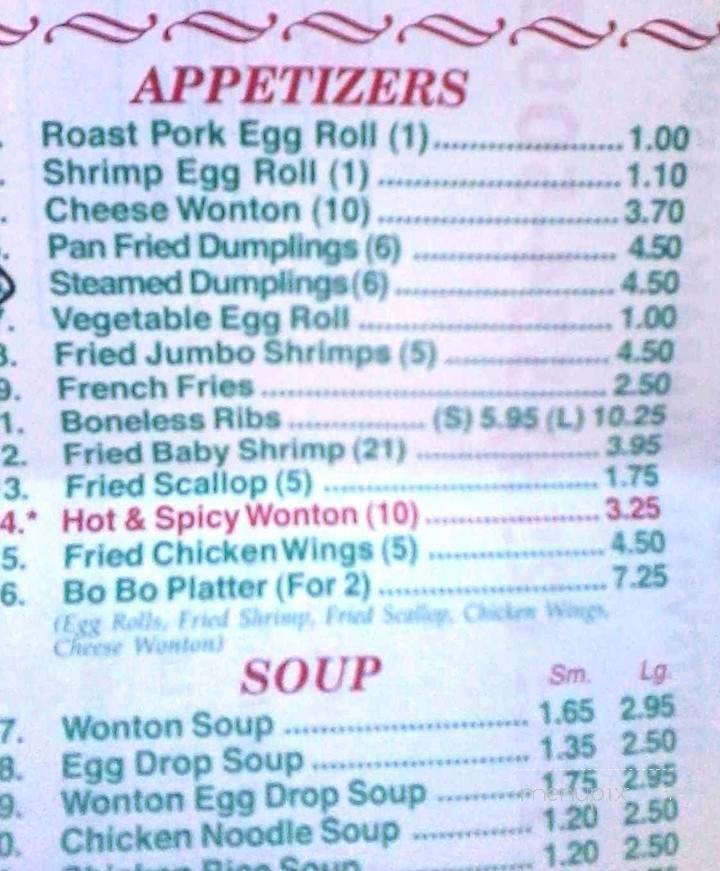 APPETIZERS
. Roast Pork Egg Roll (1) 1.00
. Shrimp Egg Roll (1) 1.10
. Cheese Wonton (10) 3.70
. Pan Fried Dumplings (6) 4.50
Steamed Dumplings (6) 4.50
. Vegetable Egg Roll 1.00
8. Fried Jumbo Shrimps (5) 4.50
9. French Fries 2.50
1. Boneless Ribs (S) 5.95 (L) 10.25
2. Fried Baby Shrimp (21) 3.95
3. Fried Scallop (5) 1.75
4.* Hot & Spicy Wonton (10) 3.25
5. Fried Chicken Wings (5) 4.50
6. Bo Bo Platter (For 2) 7.25
(Egg Rolls, Fried Shrimp, Fried Scallop, Chicken Wings,
Cheese Wonton)
SOUP Sm. Lg.
7. Wonton Soup 1.65 2.95
8. Egg Drop Soup 1.35 2.50
9. Wonton Egg Drop Soup 1.75 2.95
0. Chicken Noodle Soup 1.20 2.50
Chicken Rice Soup 1.20 2.50
menupix